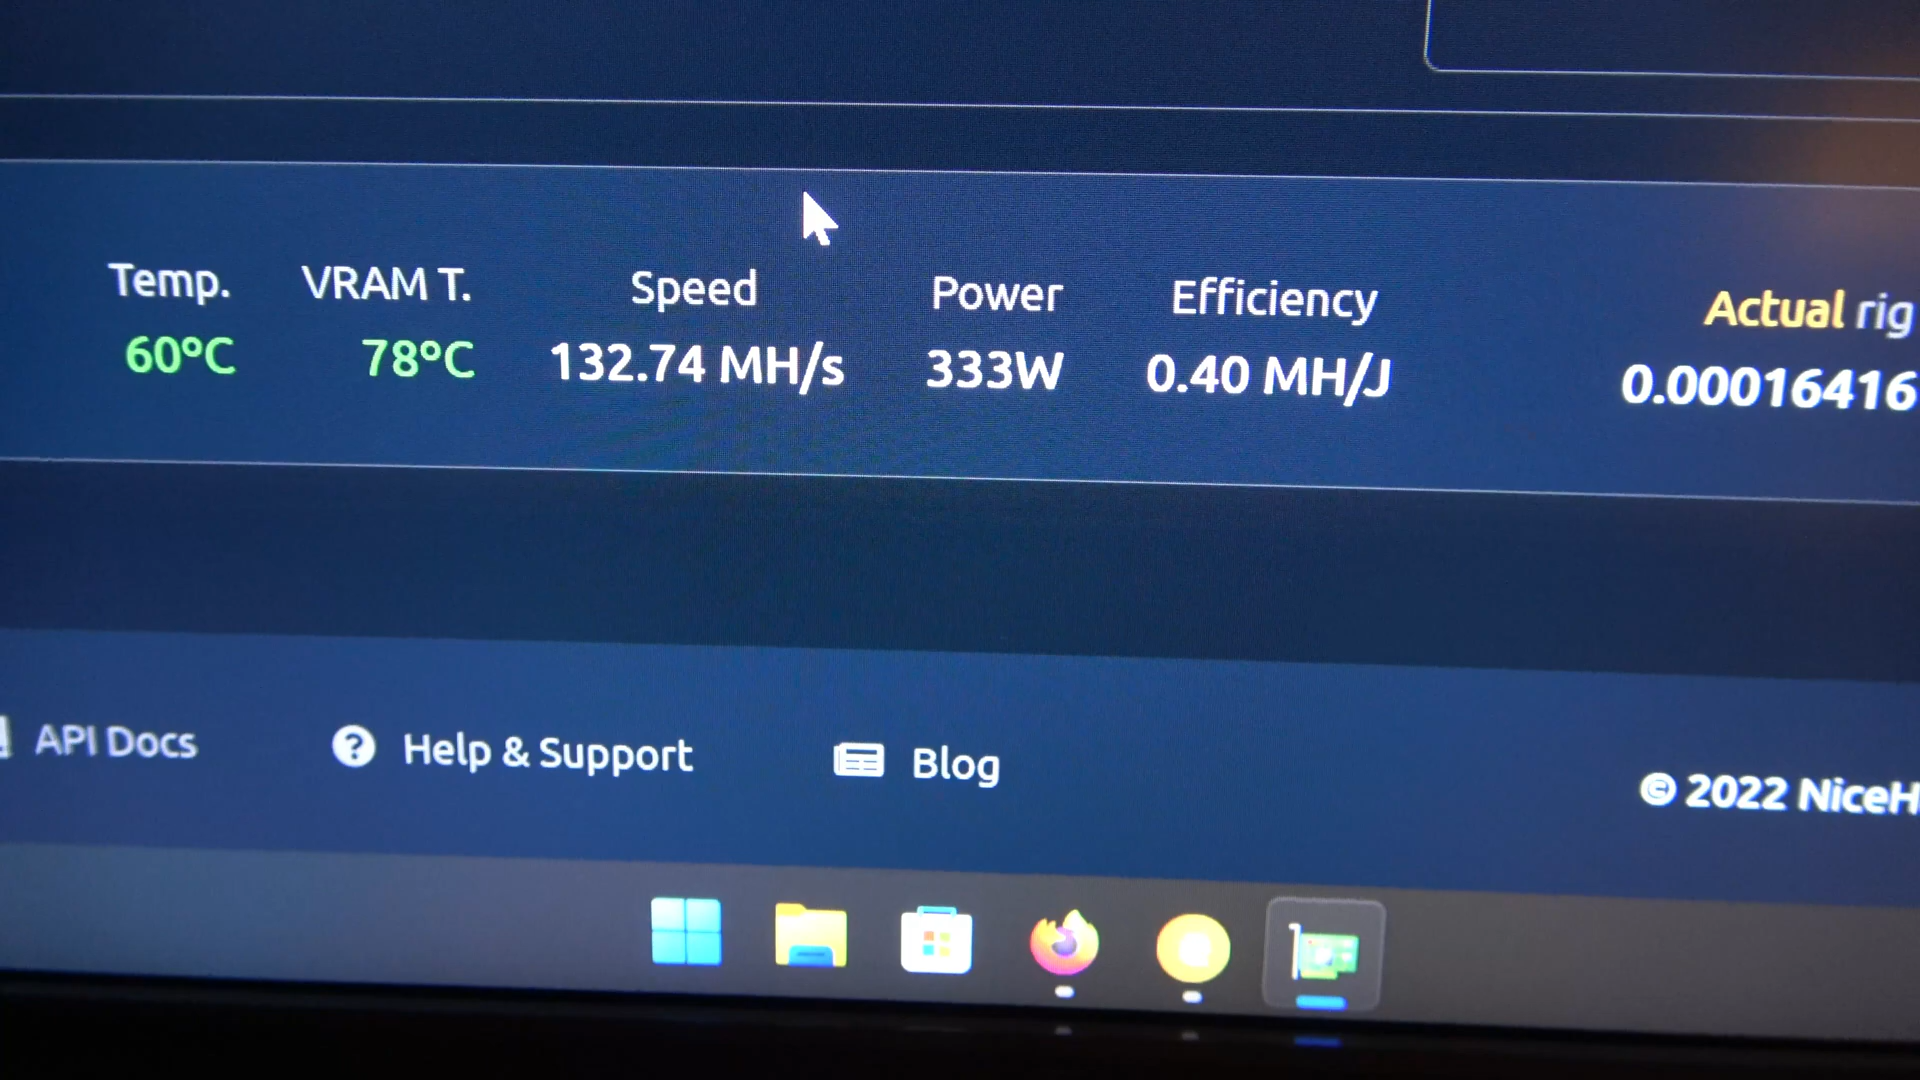 Temp. VRAM T. Speed Power Efficiency Actual rig
60°C 78°C 132.74 MH/s 333W 0.40 MH/J 0.00016416
API Docs Help & Support Blog © 2022 NiceH